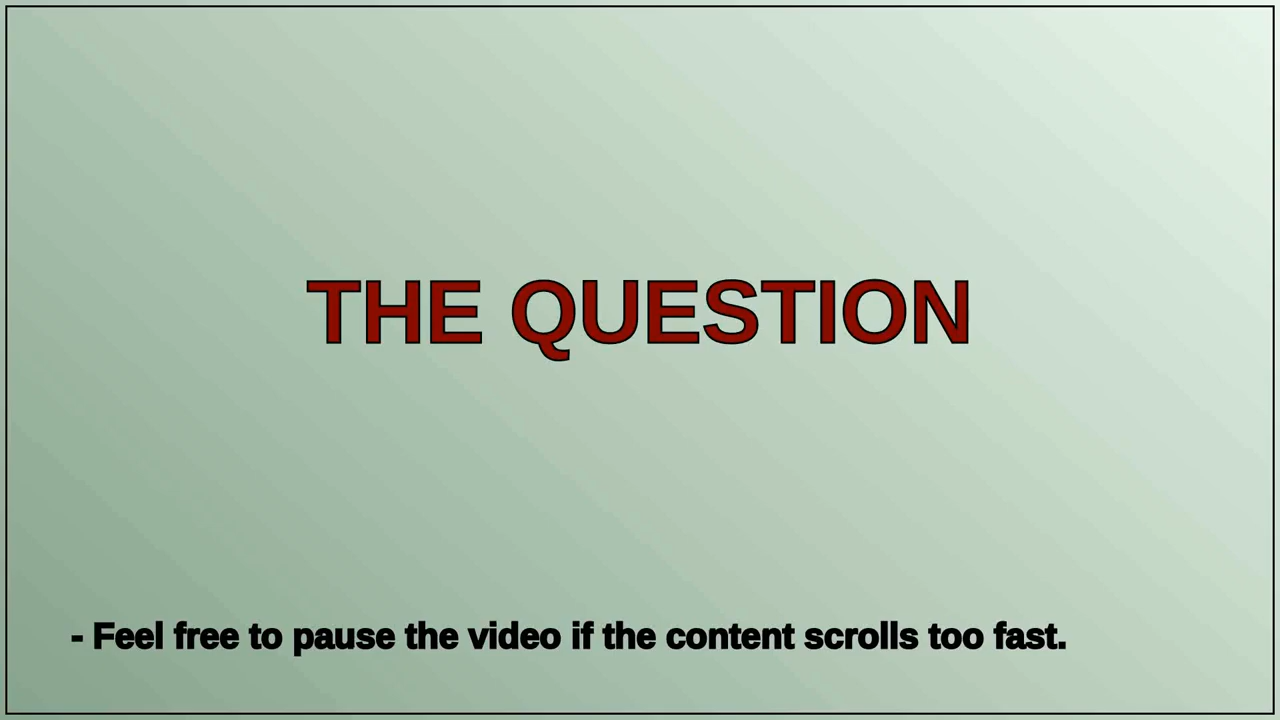 THE QUESTION
- Feel free to pause the video if the content scrolls too fast.